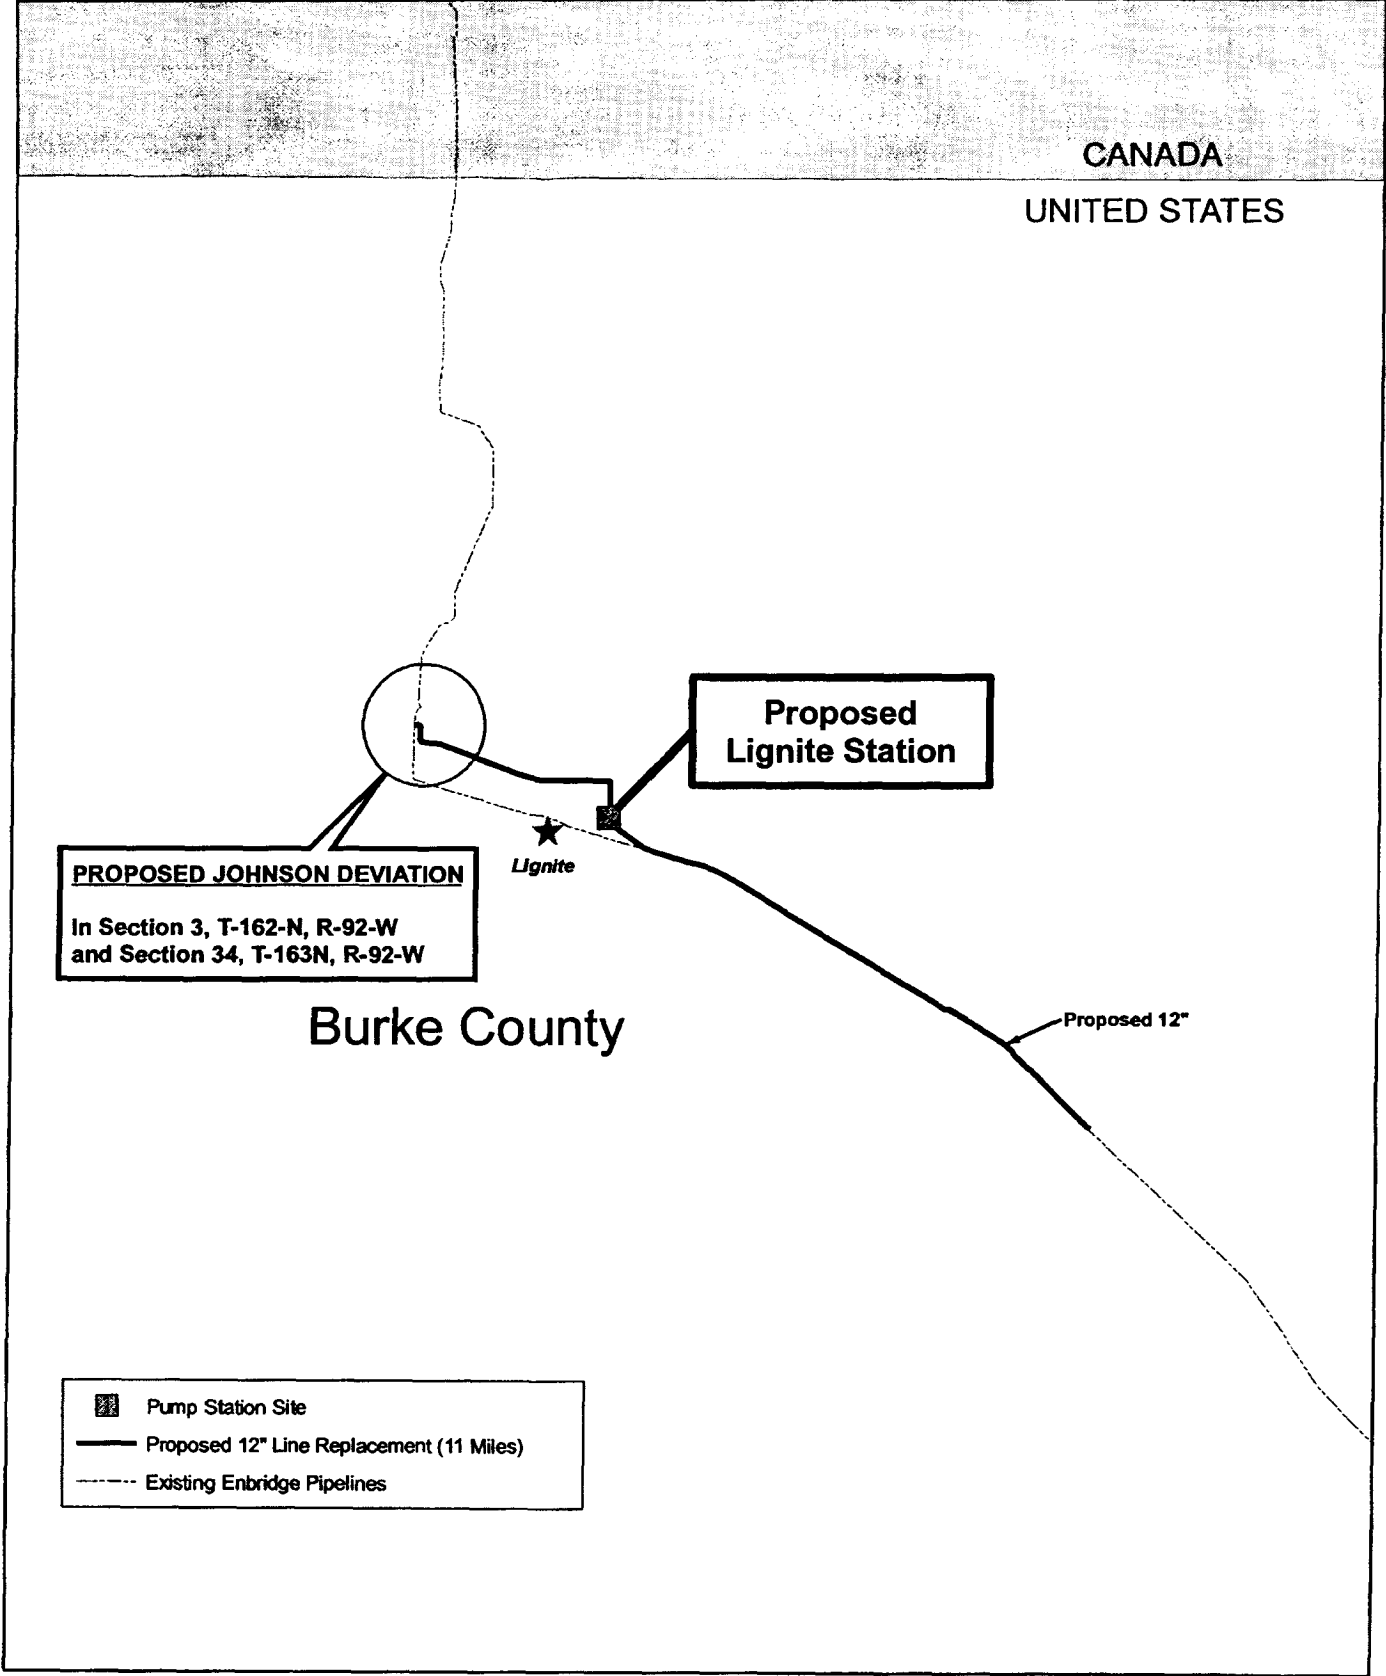 CANADA
UNITED STATES
Proposed
Lignite Station
PROPOSED JOHNSON DEVIATION
In Section 3, T-162-N, R-92-W
and Section 34, T-163N, R-92-W
Lignite
Burke County
Proposed 12"
Pump Station Site
Proposed 12" Line Replacement (11 Miles)
Existing Enbridge Pipelines